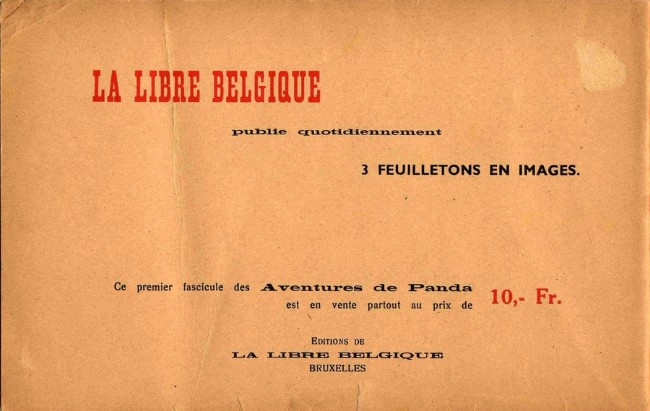 LA LIBRE BELGIQUE
publie quotidiennement
3 FEUILLETONS EN IMAGES.
Ce premier fascicule des Aventures de Panda
est en vente partout au prix de 10,- Fr.
EDITIONS DE
LA LIBRE BELGIQUE
BRUXELLES